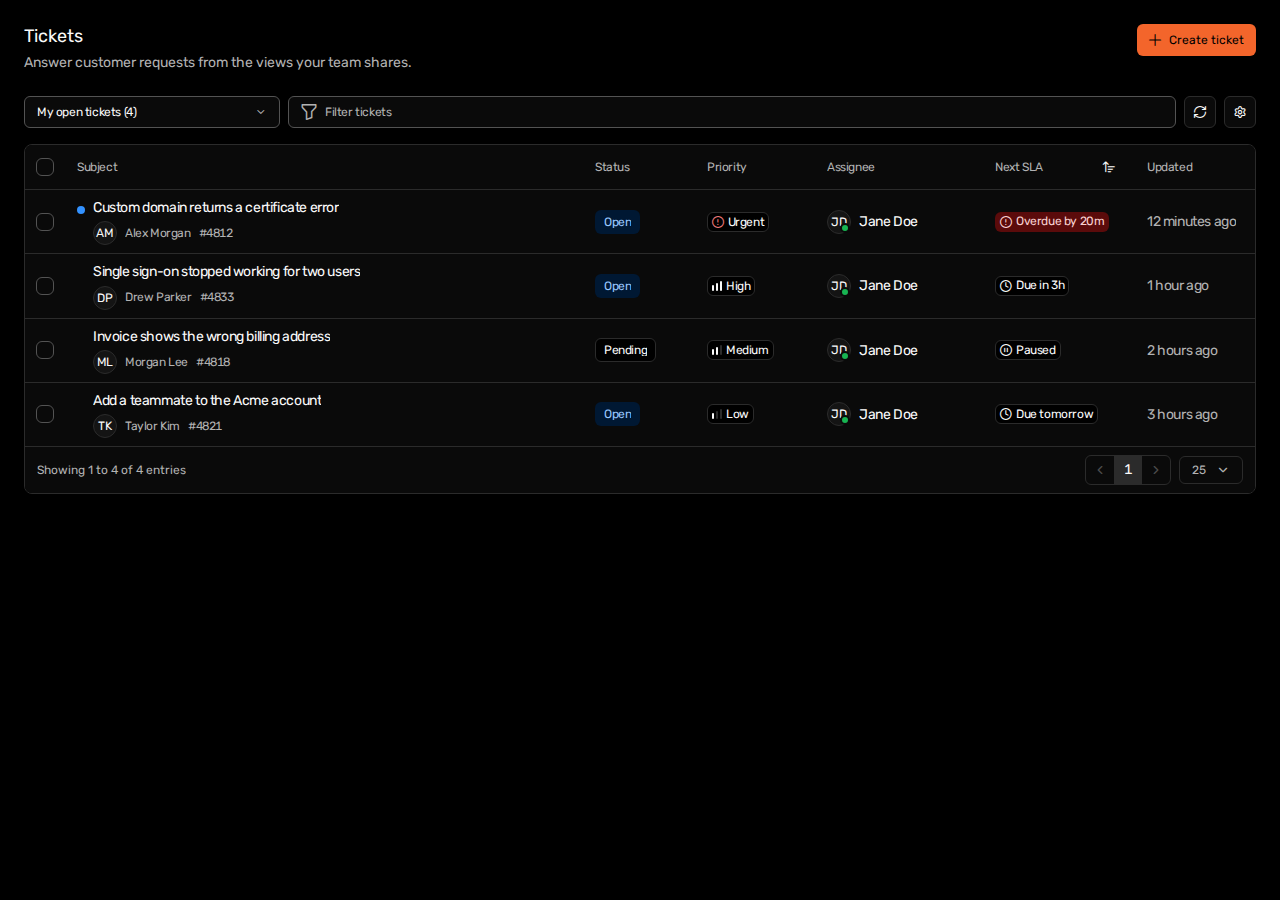 Tickets
Create ticket
Answer customer requests from the views your team shares.
My open tickets (4)
Filter tickets
Subject Status Priority Assignee Next SLA Updated
Custom domain returns a certificate error
AM Alex Morgan #4812
Open Urgent Jane Doe Overdue by 20m 12 minutes ago
Single sign-on stopped working for two users
DP Drew Parker #4833
Open High Jane Doe Due in 3h 1 hour ago
Invoice shows the wrong billing address
ML Morgan Lee #4818
Pending Medium Jane Doe Paused 2 hours ago
Add a teammate to the Acme account
TK Taylor Kim #4821
Open Low Jane Doe Due tomorrow 3 hours ago
Showing 1 to 4 of 4 entries
1
25